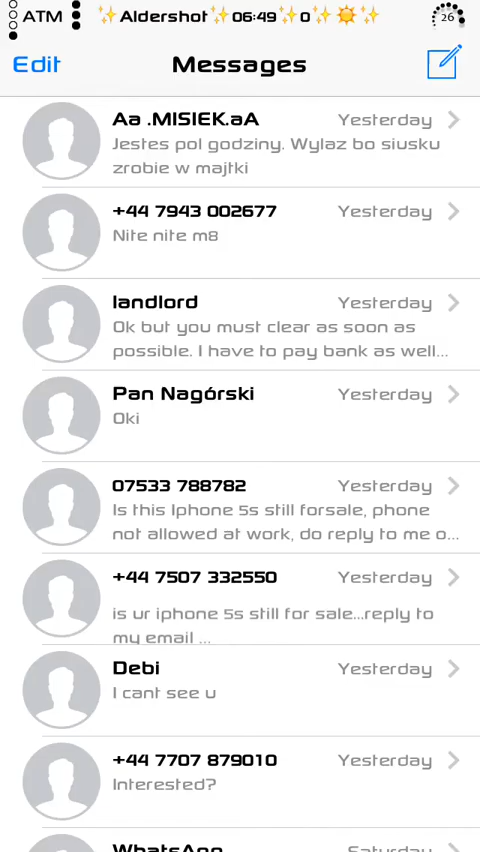 ATM ✨Aldershot✨06:49✨0✨☀️✨ 26
Edit Messages
Aa .MISIEK.aA Yesterday
Jestes pol godziny. Wylaz bo siusku
zrobie w majtki
+44 7943 002677 Yesterday
Nite nite m8
landlord Yesterday
Ok but you must clear as soon as
possible. I have to pay bank as well...
Pan Nagórski Yesterday
Oki
07533 788782 Yesterday
Is this Iphone 5s still forsale, phone
not allowed at work, do reply to me o...
+44 7507 332550 Yesterday
is ur iphone 5s still for sale...reply to
my email ...
Debi Yesterday
I cant see u
+44 7707 879010 Yesterday
Interested?
WhatsApp Saturday